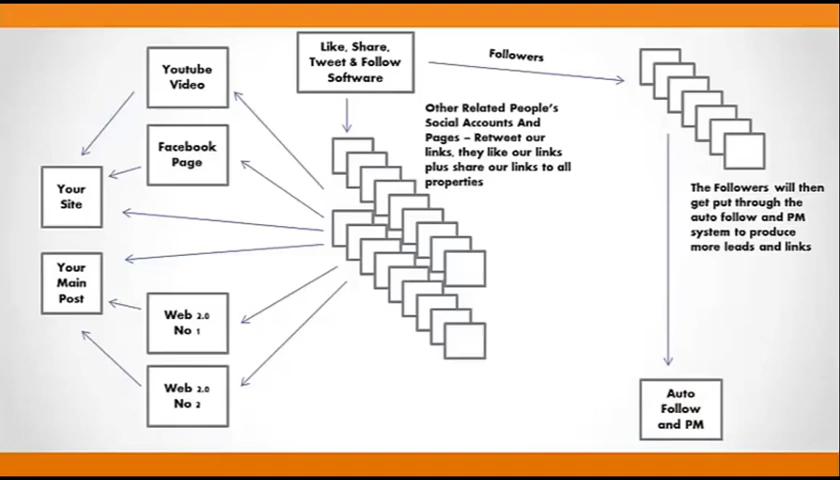 Youtube
Video
Facebook
Page
Your
Site
Your
Main
Post
Web 2.0
No 1
Web 2.0
No 2
Like, Share,
Tweet & Follow
Software
Followers
Other Related People's
Social Accounts And
Pages – Retweet our
links, they like our links
plus share our links to all
properties
The Followers will then
get put through the
auto follow and PM
system to produce
more leads and links
Auto
Follow
and PM